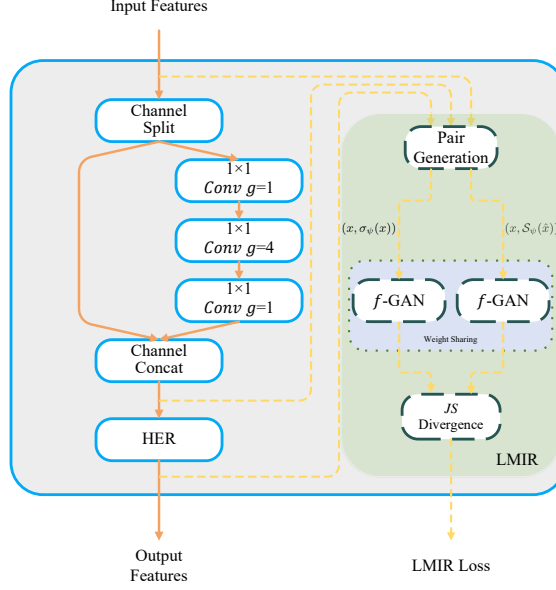 Input Features
Channel
Split
1×1
Conv g=1
1×1
Conv g=4
1×1
Conv g=1
Channel
Concat
HER
Output
Features
Pair
Generation
(x, σψ(x))
(x, Sψ(x̂))
f-GAN
f-GAN
Weight Sharing
JS
Divergence
LMIR
LMIR Loss